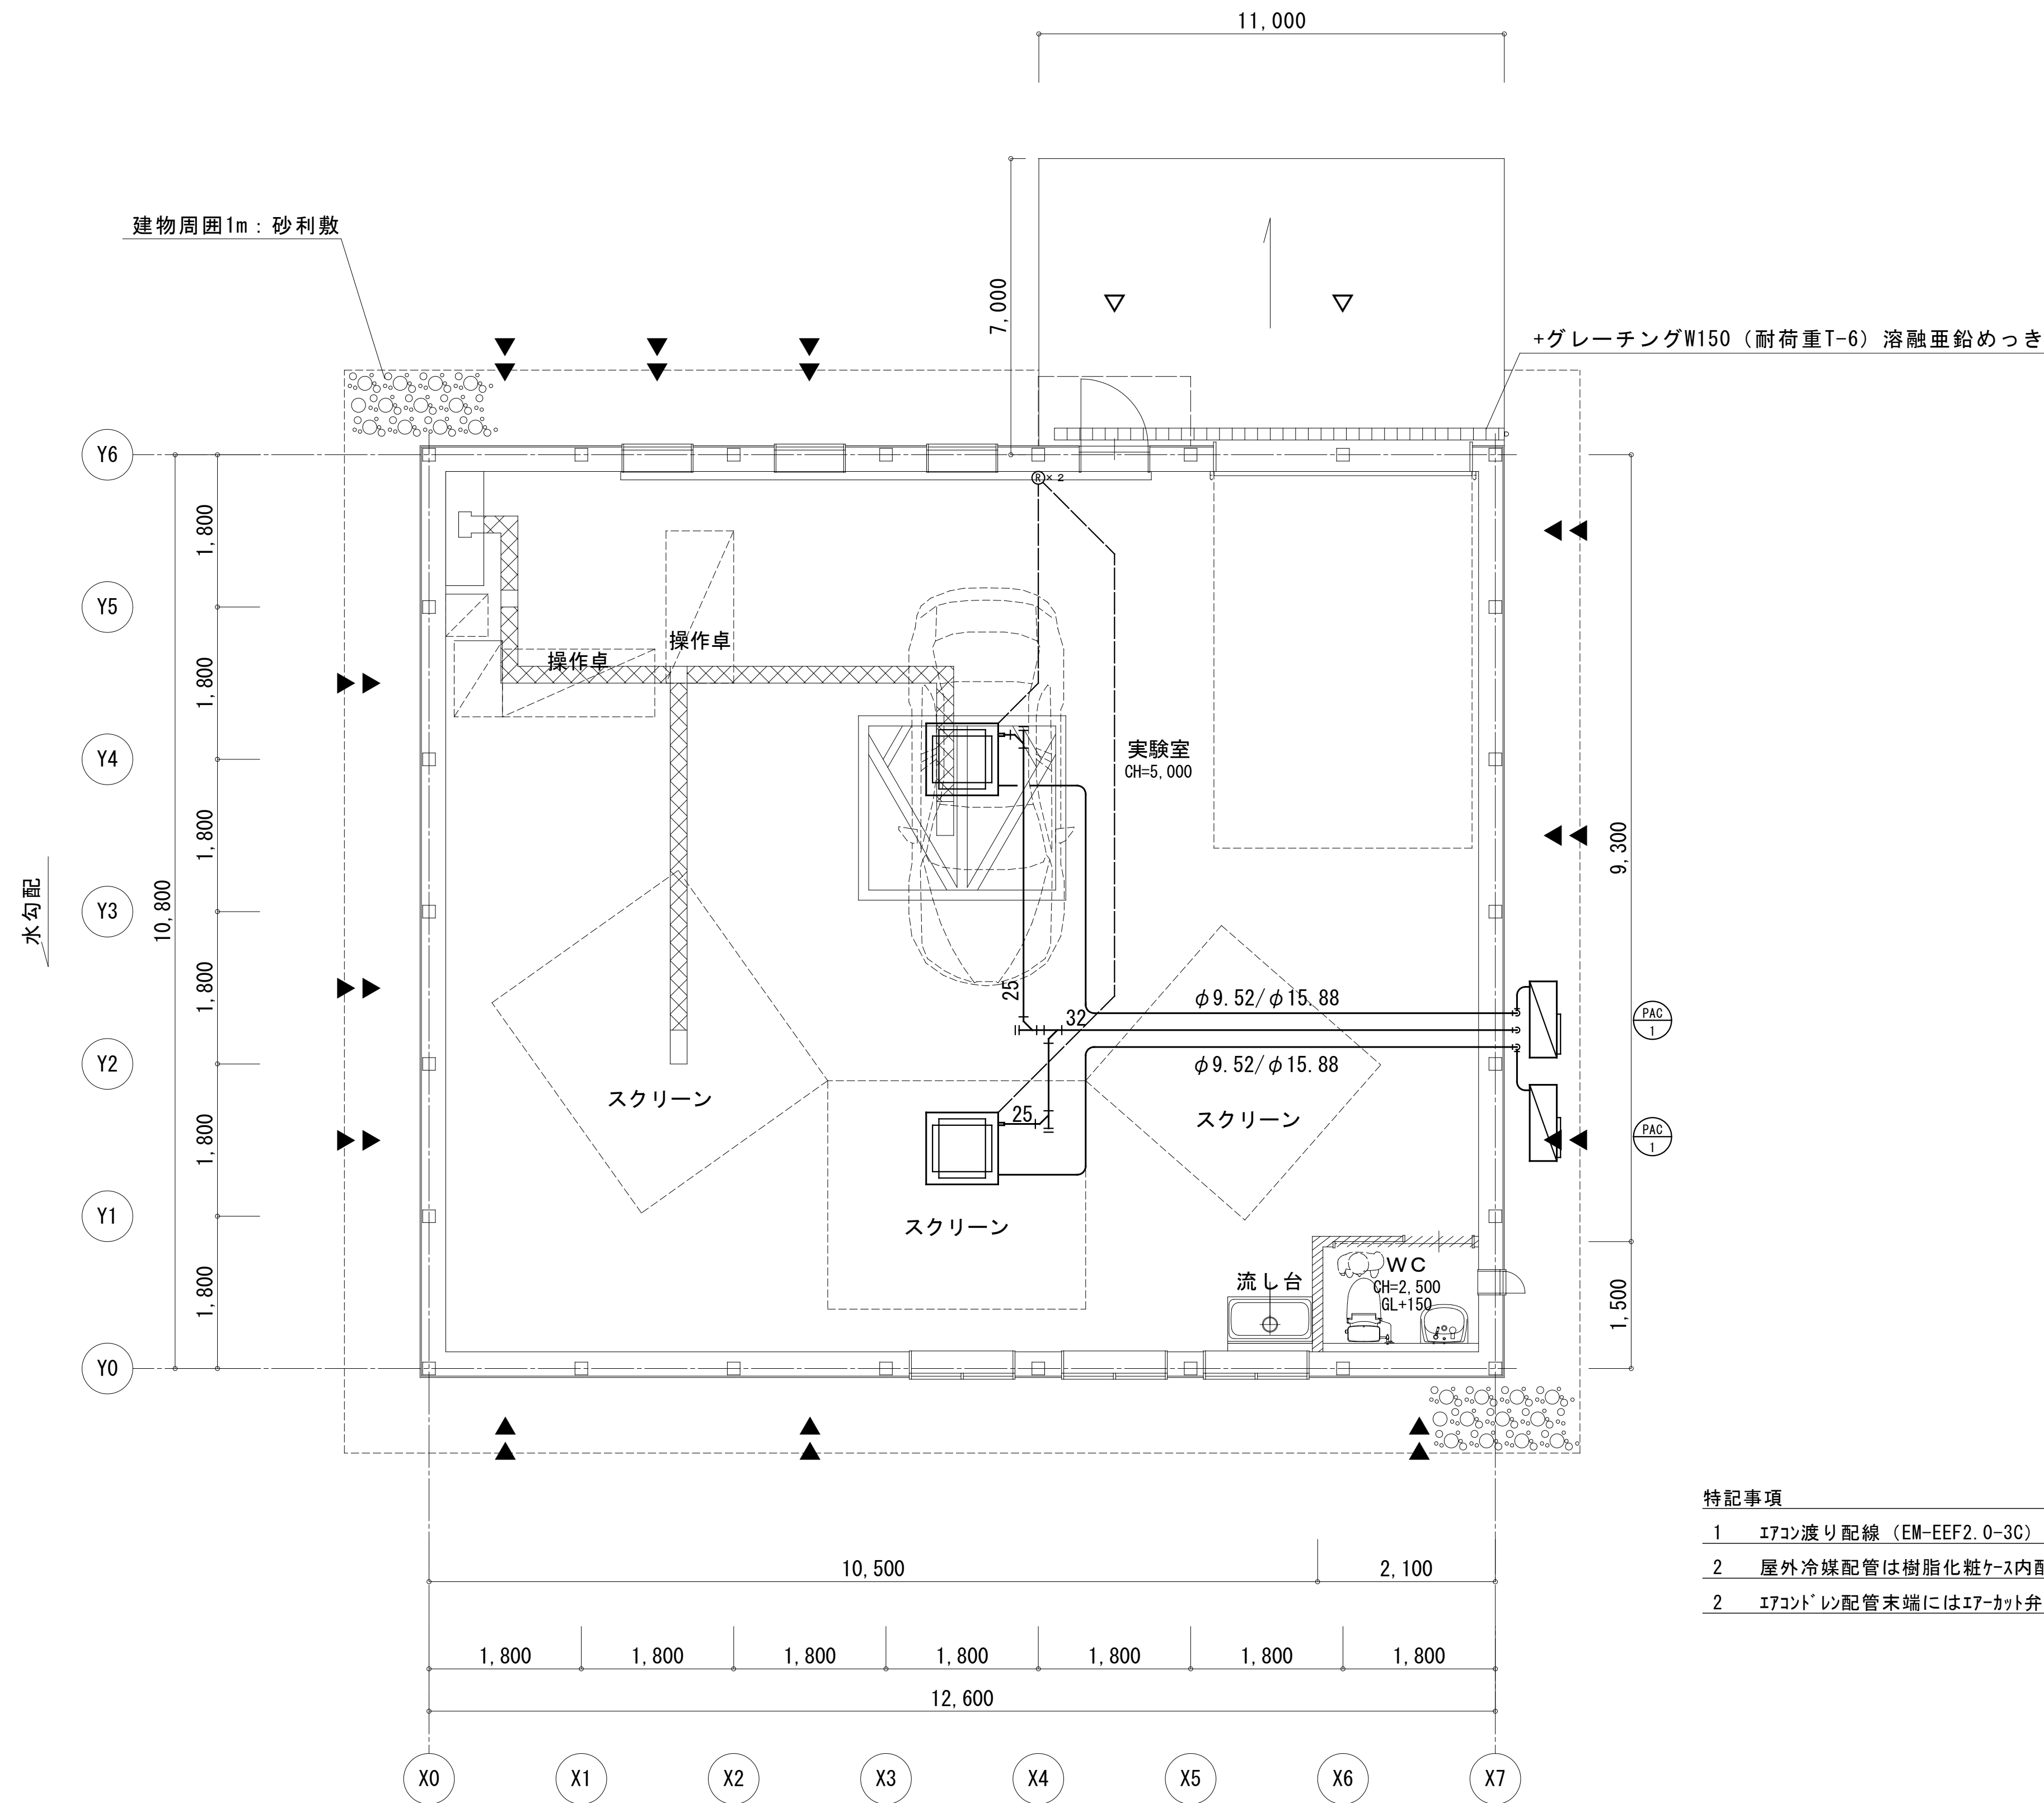 11,000
建物周囲1m：砂利敷
7,000
+グレーチングW150（耐荷重T-6）溶融亜鉛めっき
Y6
R×2
1,800
Y5
操作卓
操作卓
1,800
Y4
実験室
CH=5,000
1,800
9,300
水勾配
10,800
Y3
1,800
25
φ9.52/φ15.88
32
PAC
1
Y2
φ9.52/φ15.88
スクリーン
25
スクリーン
PAC
1
1,800
Y1
スクリーン
WC
流し台
CH=2,500
GL+150
1,800
1,500
Y0
特記事項
1 ｴｱｺﾝ渡り配線（EM-EEF2.0-3C）
2 屋外冷媒配管は樹脂化粧ｹｰｽ内
2 ｴｱｺﾝﾄﾞﾚﾝ配管末端にはｴｱｰｶｯﾄ弁
10,500
2,100
1,800
1,800
1,800
1,800
1,800
1,800
1,800
12,600
X0
X1
X2
X3
X4
X5
X6
X7